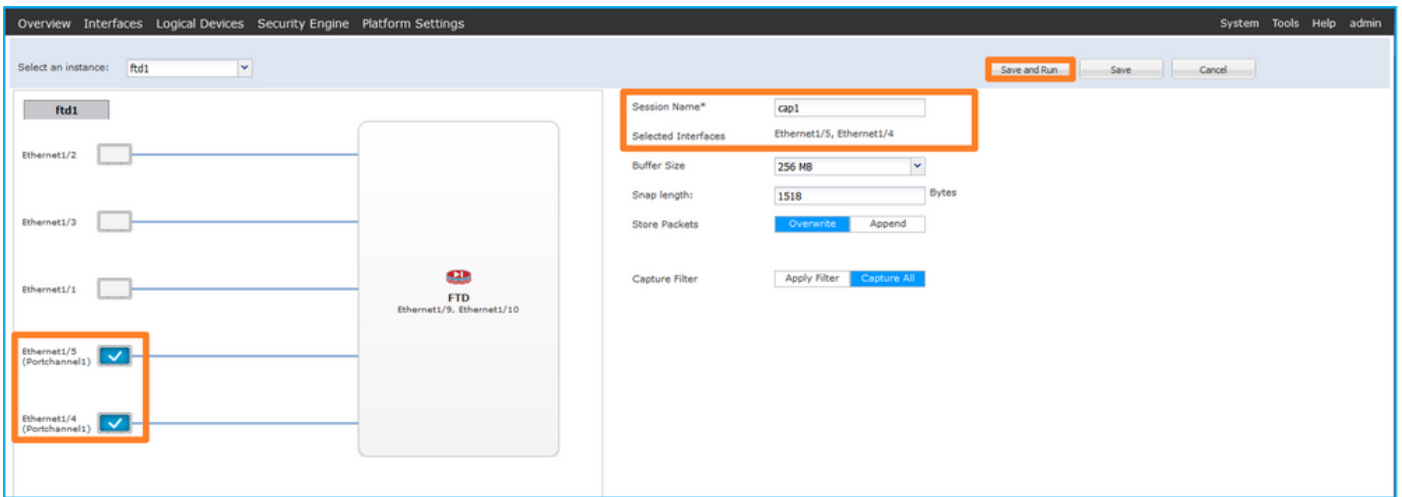 Overview Interfaces Logical Devices Security Engine Platform Settings System Tools Help admin
Select an instance: ftd1 Save and Run Save Cancel
ftd1
Ethernet1/2
Ethernet1/3
Ethernet1/1
Ethernet1/5
(Portchannel1)
Ethernet1/4
(Portchannel1)
FTD
Ethernet1/9, Ethernet1/10
Session Name* cap1
Selected Interfaces Ethernet1/5, Ethernet1/4
Buffer Size 256 MB
Snap length: 1518 Bytes
Store Packets Overwrite Append
Capture Filter Apply Filter Capture All